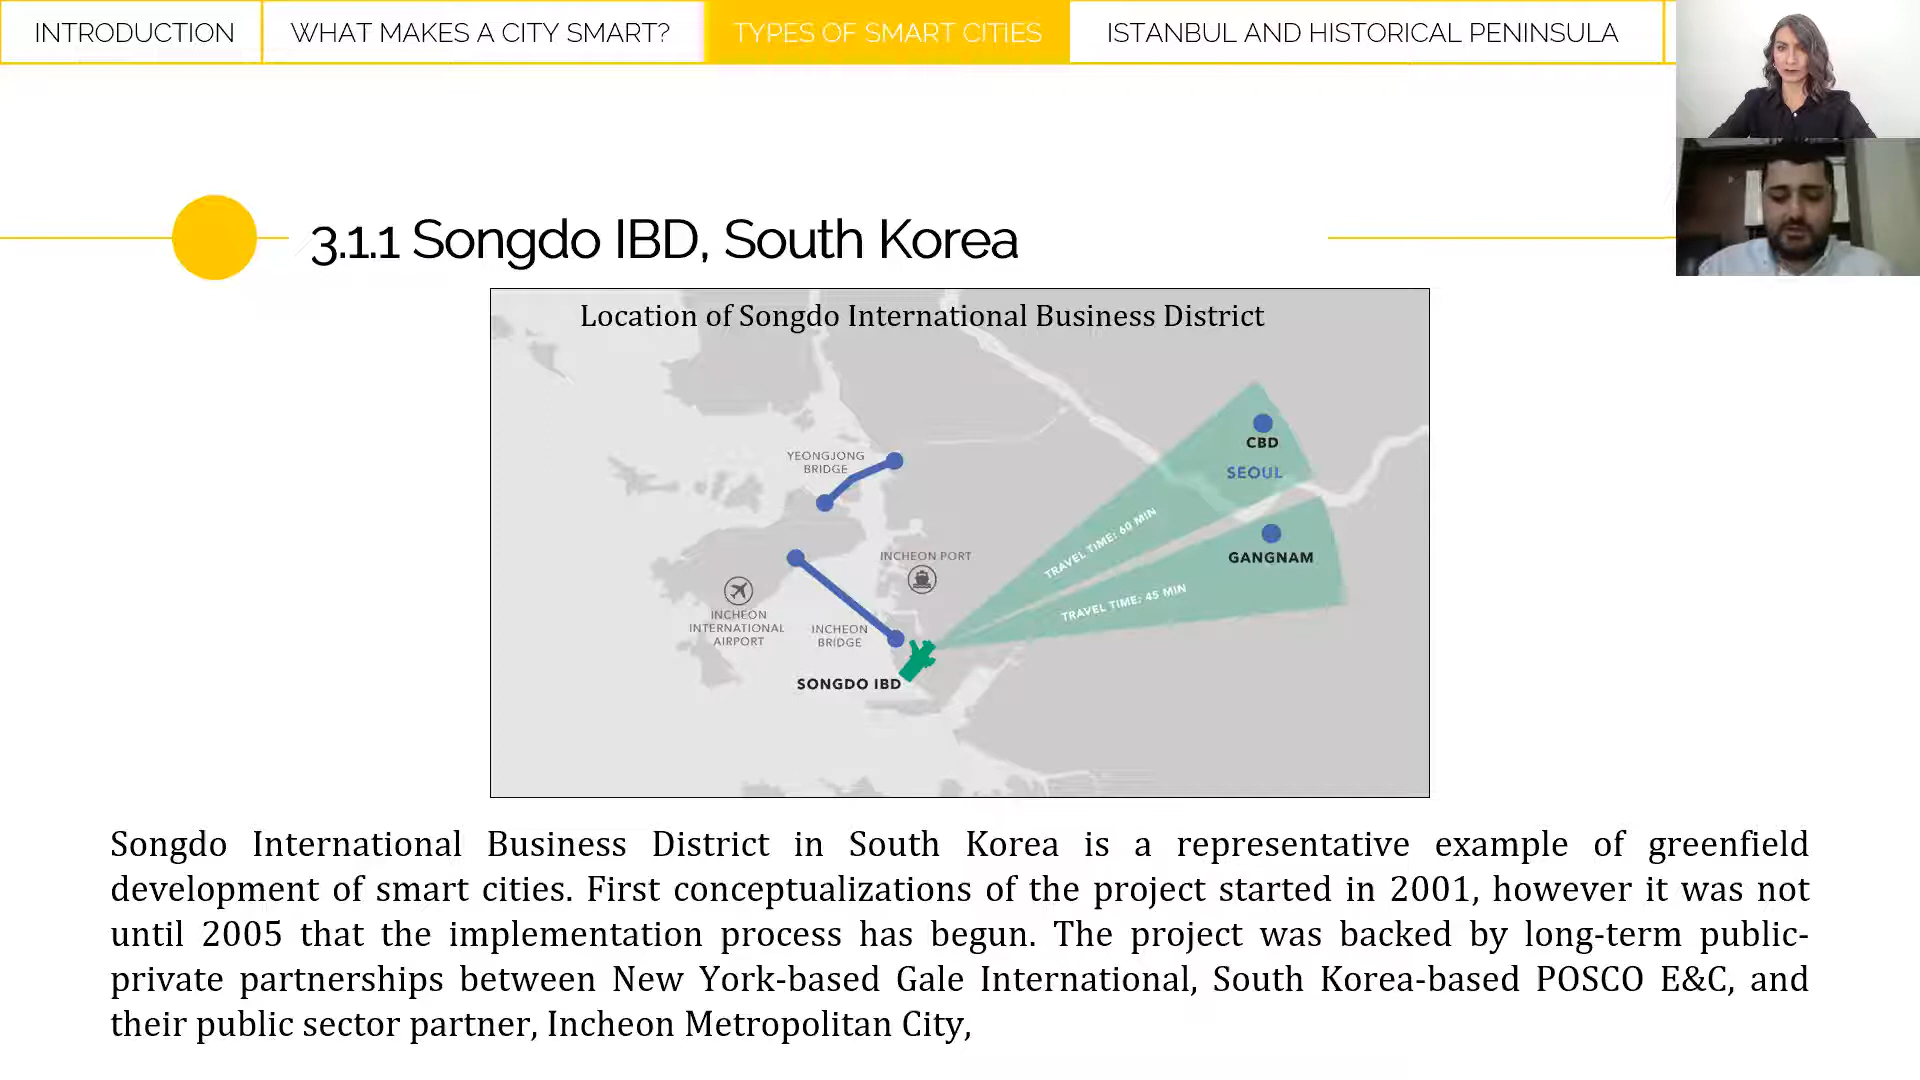 INTRODUCTION
WHAT MAKES A CITY SMART?
TYPES OF SMART CITIES
ISTANBUL AND HISTORICAL PENINSULA
3.1.1 Songdo IBD, South Korea
Location of Songdo International Business District
CBD
SEOUL
YEONGJONG
BRIDGE
TRAVEL TIME: 60 MIN
GANGNAM
INCHEON PORT
TRAVEL TIME: 45 MIN
INCHEON
INTERNATIONAL
AIRPORT
INCHEON
BRIDGE
SONGDO IBD
Songdo International Business District in South Korea is a representative example of greenfield
development of smart cities. First conceptualizations of the project started in 2001, however it was not
until 2005 that the implementation process has begun. The project was backed by long-term public-
private partnerships between New York-based Gale International, South Korea-based POSCO E&C, and
their public sector partner, Incheon Metropolitan City,